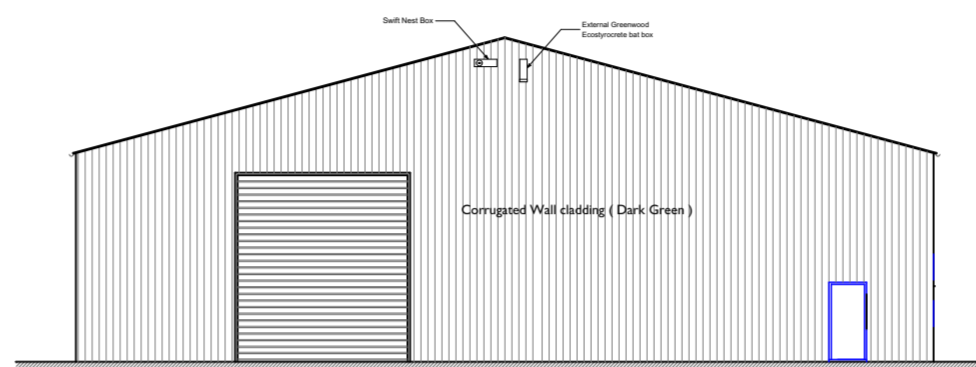 Swift Nest Box
External Greenwood
Ecostyrocrete bat box
Corrugated Wall cladding ( Dark Green )